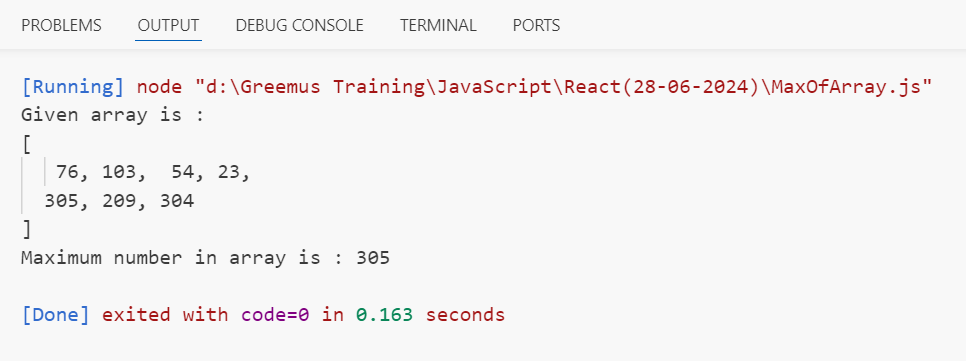 PROBLEMS OUTPUT DEBUG CONSOLE TERMINAL PORTS
[Running] node "d:\Greemus Training\JavaScript\React(28-06-2024)\MaxOfArray.js"
Given array is :
[
   76, 103,  54, 23,
  305, 209, 304
]
Maximum number in array is : 305
[Done] exited with code=0 in 0.163 seconds